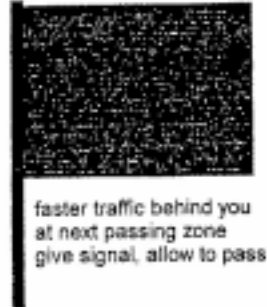 faster traffic behind you
at next passing zone
give signal, allow to pass